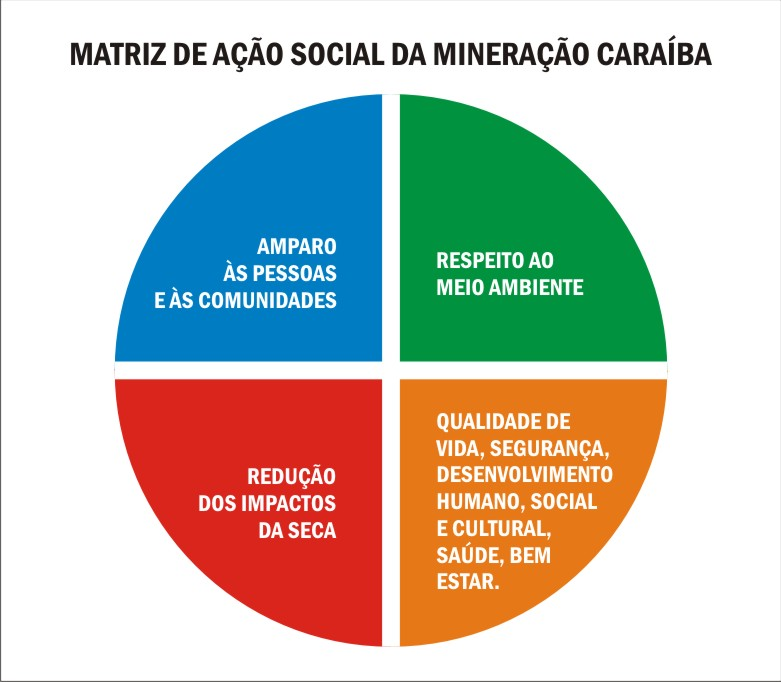 MATRIZ DE AÇÃO SOCIAL DA MINERAÇÃO CARAÍBA
AMPARO
ÀS PESSOAS
E ÀS COMUNIDADES
RESPEITO AO
MEIO AMBIENTE
REDUÇÃO
DOS IMPACTOS
DA SECA
QUALIDADE DE
VIDA, SEGURANÇA,
DESENVOLVIMENTO
HUMANO, SOCIAL
E CULTURAL,
SAÚDE, BEM
ESTAR.